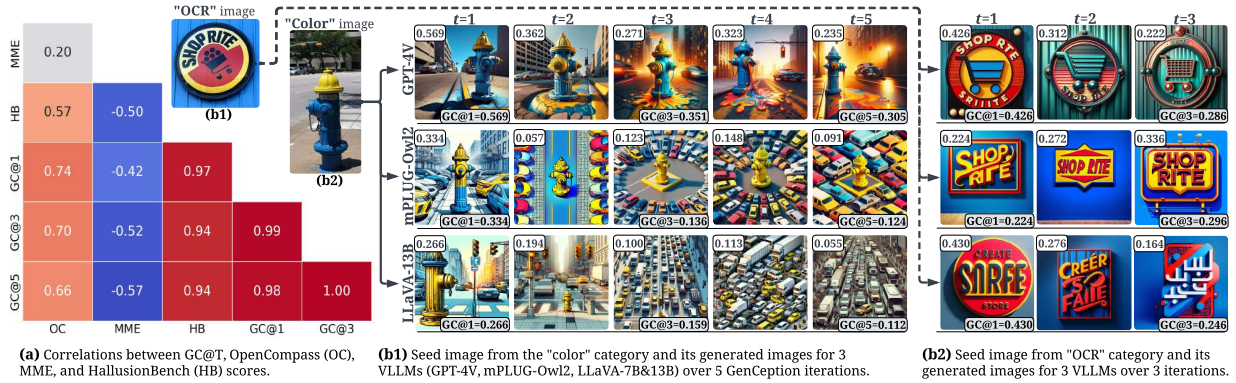 "OCR" image
"Color" image
SHOP RITE
(b1)
(b2)
MME
HB
GC@1
GC@3
GC@5
0.20
0.57 -0.50
0.74 -0.42 0.97
0.70 -0.52 0.94 0.99
0.66 -0.57 0.94 0.98 1.00
OC MME HB GC@1 GC@3
(a) Correlations between GC@T, OpenCompass (OC),
MME, and HallusionBench (HB) scores.
t=1 t=2 t=3 t=4 t=5
GPT-4V
0.569 0.362 0.271 0.323 0.235
GC@1=0.569 GC@3=0.351 GC@5=0.305
mPLUG-Owl2
0.334 0.057 0.123 0.148 0.091
GC@1=0.334 GC@3=0.136 GC@5=0.124
LLaVA-13B
0.266 0.194 0.100 0.113 0.055
GC@1=0.266 GC@3=0.159 GC@5=0.112
(b1) Seed image from the "color" category and its generated images for 3
VLLMs (GPT-4V, mPLUG-Owl2, LLaVA-7B&13B) over 5 GenCeption iterations.
t=1 t=2 t=3
0.426 0.312 0.222
SHOP RTE
SRIIITE
SHOP RITE
GC@1=0.426 GC@3=0.286
0.224 0.272 0.336
SHOP
RITE
SHOP RITE
SHOP
RITE
GC@1=0.224 GC@3=0.296
0.430 0.276 0.164
CREATE
STORE
CREÉR
GC@1=0.430 GC@3=0.246
(b2) Seed image from "OCR" category and its
generated images for 3 VLLMs over 3 iterations.